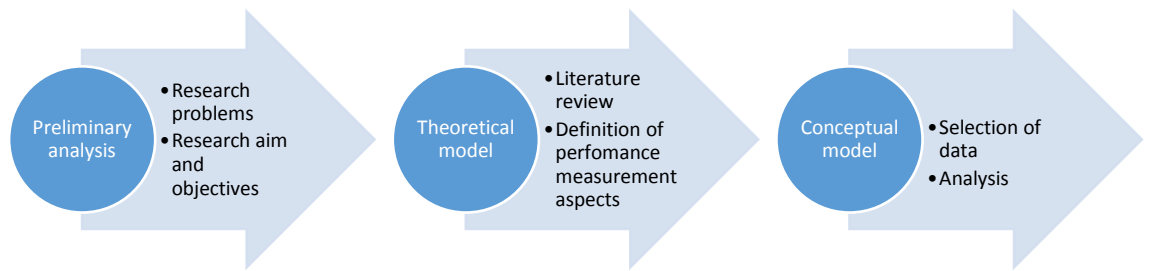 Preliminary
analysis
•Research
problems
•Research aim
and
objectives
Theoretical
model
•Literature
review
•Definition of
perfomance
measurement
aspects
Conceptual
model
•Selection of
data
•Analysis